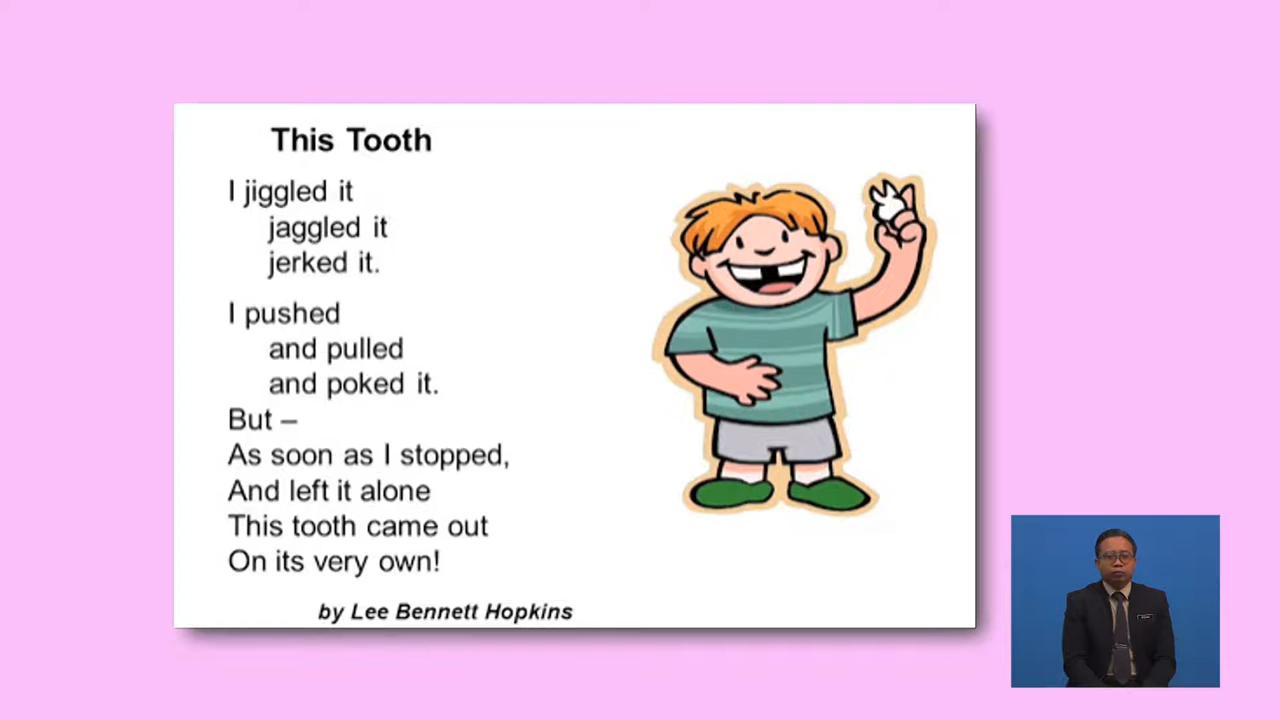 This Tooth
I jiggled it
jaggled it
jerked it.
I pushed
and pulled
and poked it.
But –
As soon as I stopped,
And left it alone
This tooth came out
On its very own!
by Lee Bennett Hopkins